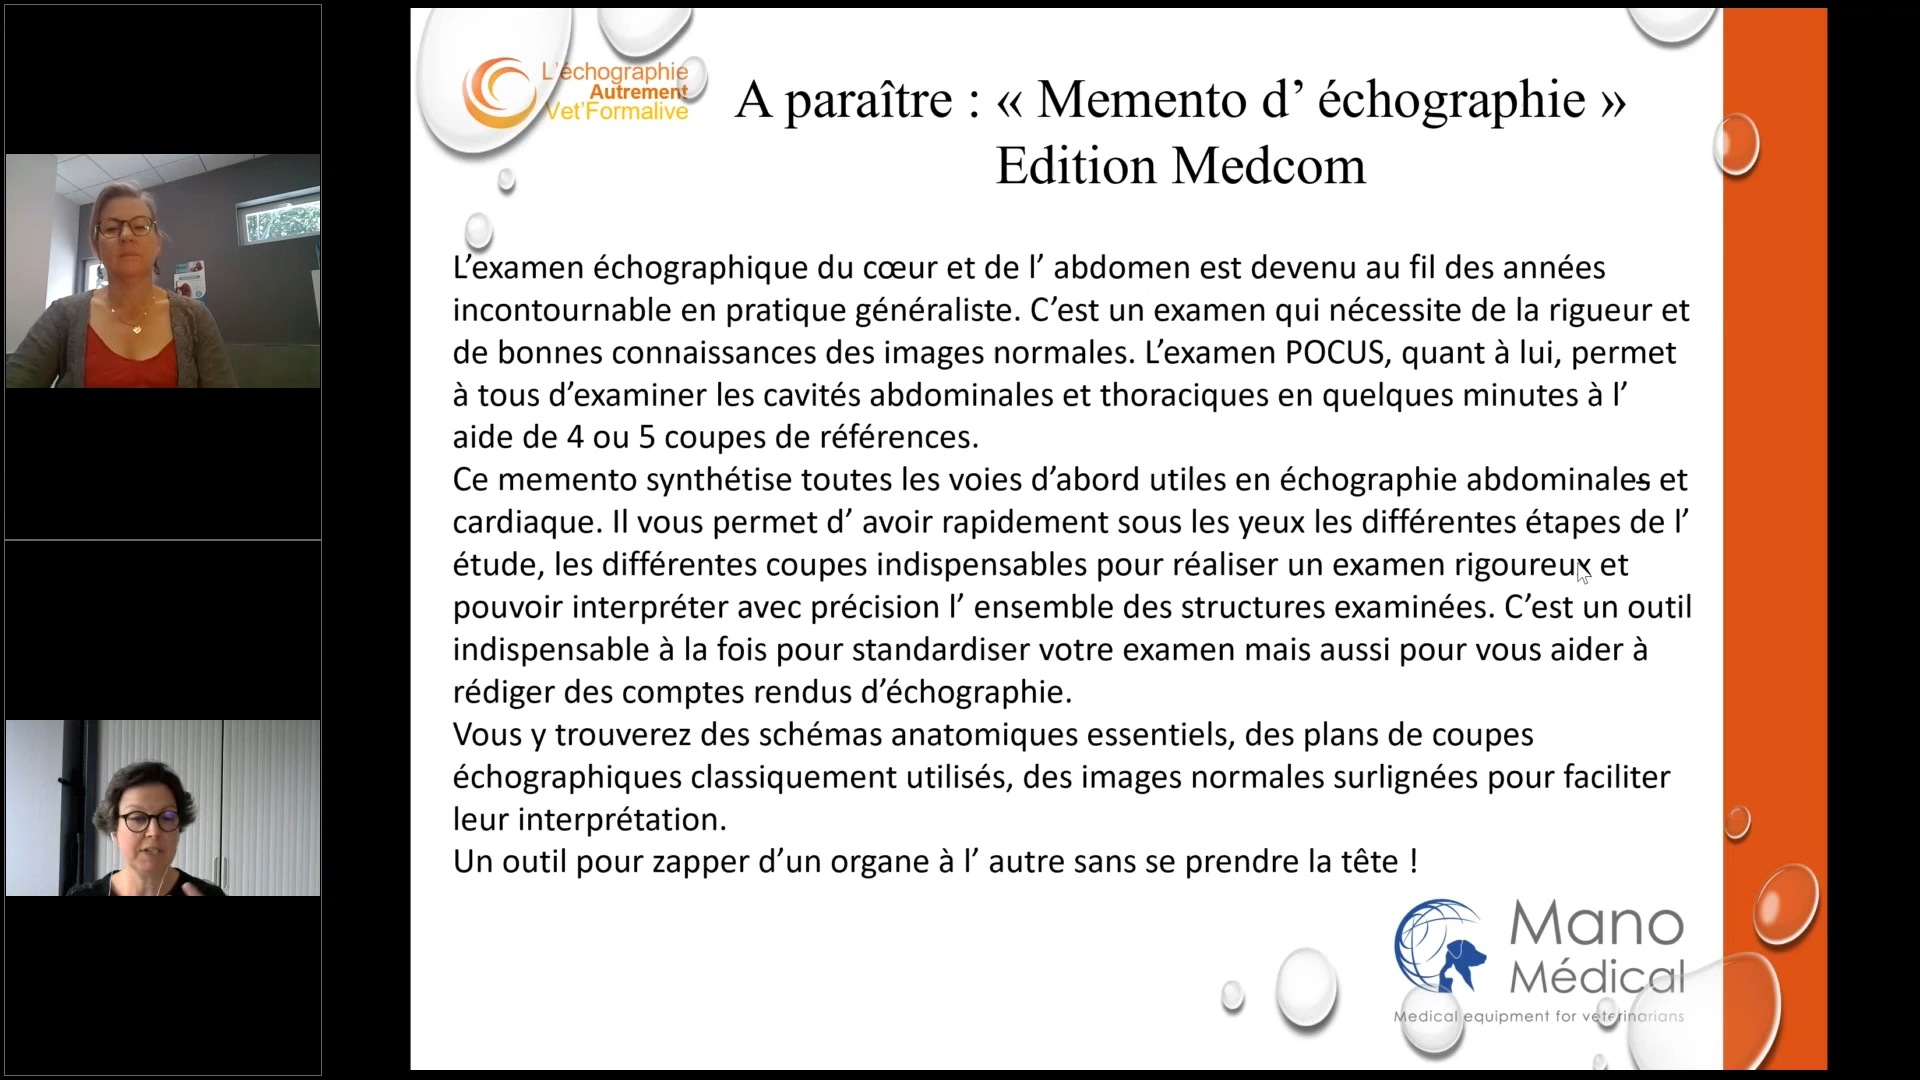 L'échographie
Autrement
Vet'Formalive
A paraître : « Memento d’ échographie »
Edition Medcom
L’examen échographique du cœur et de l’ abdomen est devenu au fil des années
incontournable en pratique généraliste. C’est un examen qui nécessite de la rigueur et
de bonnes connaissances des images normales. L’examen POCUS, quant à lui, permet
à tous d’examiner les cavités abdominales et thoraciques en quelques minutes à l’
aide de 4 ou 5 coupes de références.
Ce memento synthétise toutes les voies d’abord utiles en échographie abdominales et
cardiaque. Il vous permet d’ avoir rapidement sous les yeux les différentes étapes de l’
étude, les différentes coupes indispensables pour réaliser un examen rigoureux et
pouvoir interpréter avec précision l’ ensemble des structures examinées. C’est un outil
indispensable à la fois pour standardiser votre examen mais aussi pour vous aider à
rédiger des comptes rendus d’échographie.
Vous y trouverez des schémas anatomiques essentiels, des plans de coupes
échographiques classiquement utilisés, des images normales surlignées pour faciliter
leur interprétation.
Un outil pour zapper d’un organe à l’ autre sans se prendre la tête !
Mano
Médical
Medical equipment for veterinarians